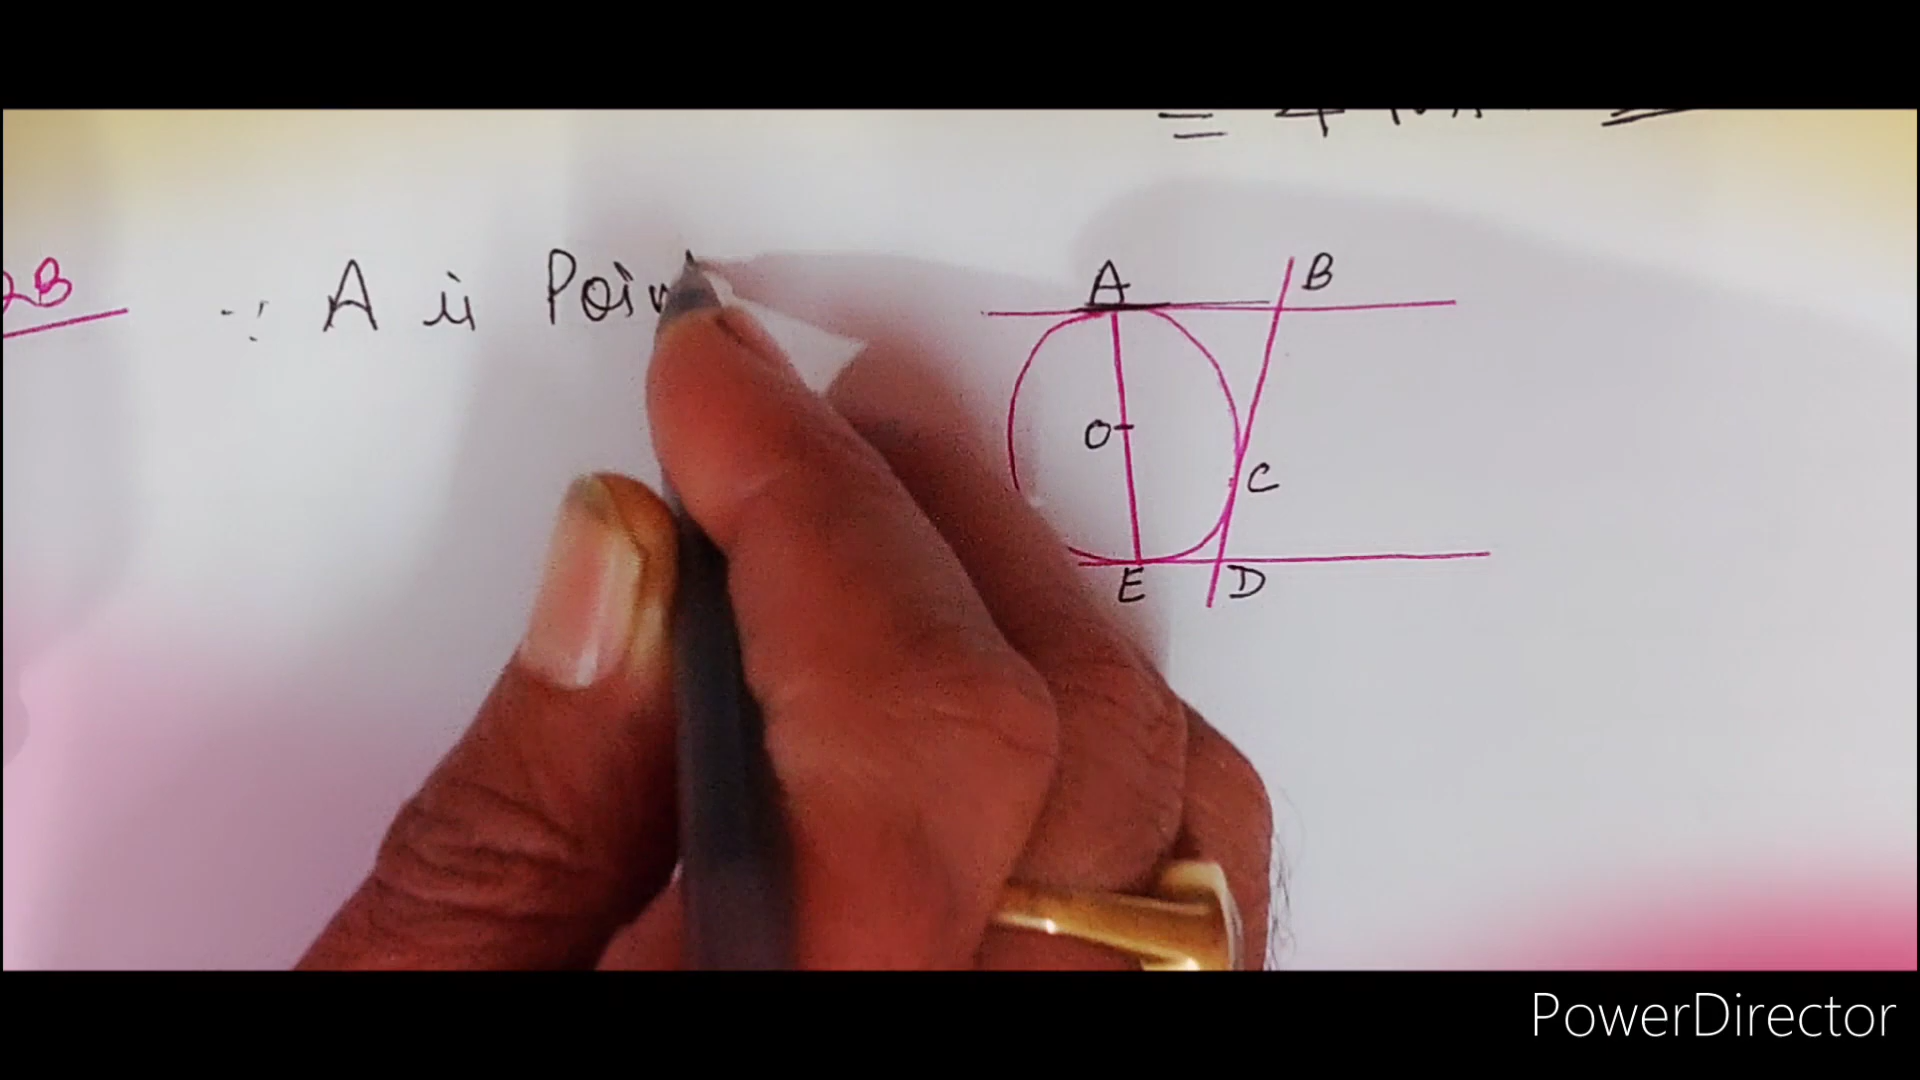 ∵ A is Poin
A
B
O
C
E
D
PowerDirector